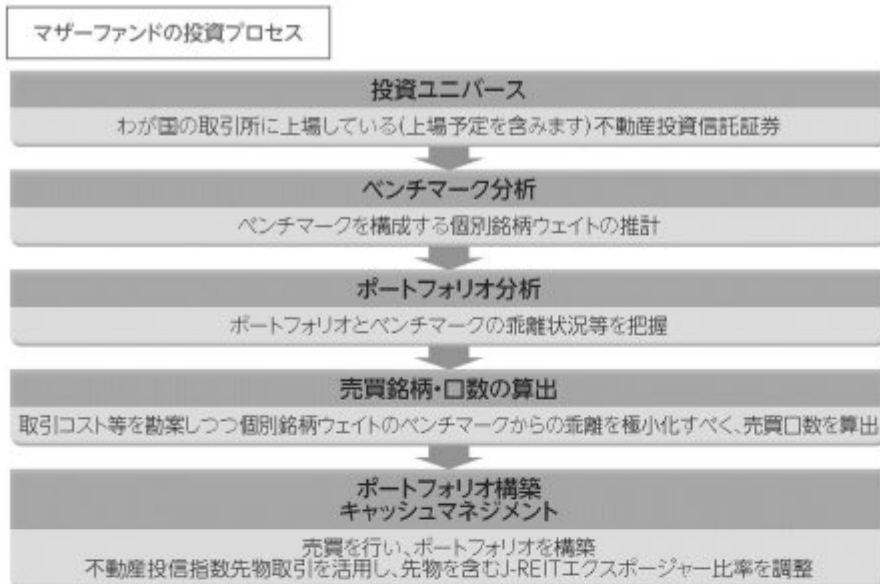 マザーファンドの投資プロセス
投資ユニバース
わが国の取引所に上場している(上場予定を含みます)不動産投資信託証券
ベンチマーク分析
ベンチマークを構成する個別銘柄ウェイトの推計
ポートフォリオ分析
ポートフォリオとベンチマークの乖離状況等を把握
売買銘柄・口数の算出
取引コスト等を勘案しつつ個別銘柄ウェイトのベンチマークからの乖離を極小化すべく、売買口数を算出
ポートフォリオ構築
キャッシュマネジメント
売買を行い、ポートフォリオを構築
不動産投信指数先物取引を活用し、先物を含むJ-REITエクスポージャー比率を調整